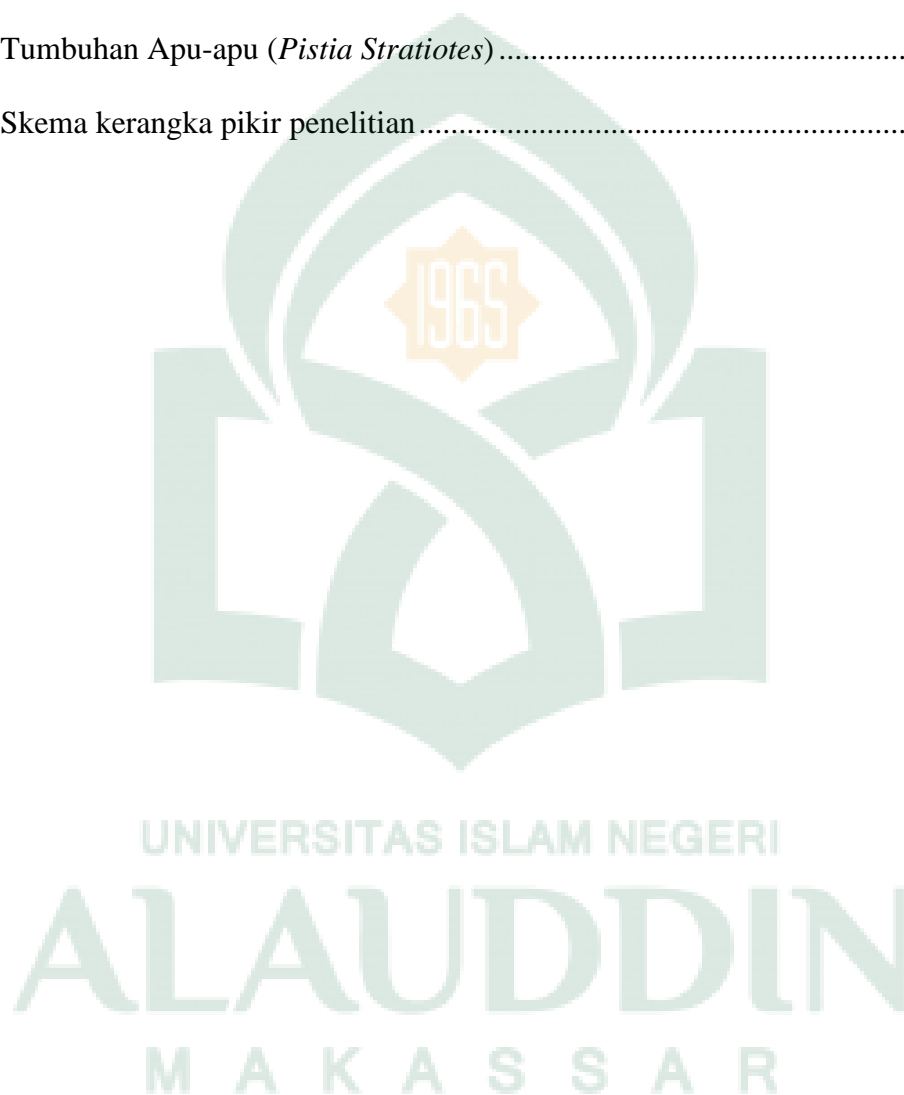 Tumbuhan Apu-apu (Pistia Stratiotes) ..................................................
Skema kerangka pikir penelitian ............................................................
1965
UNIVERSITAS ISLAM NEGERI
ALAUDDIN
MAKASSAR